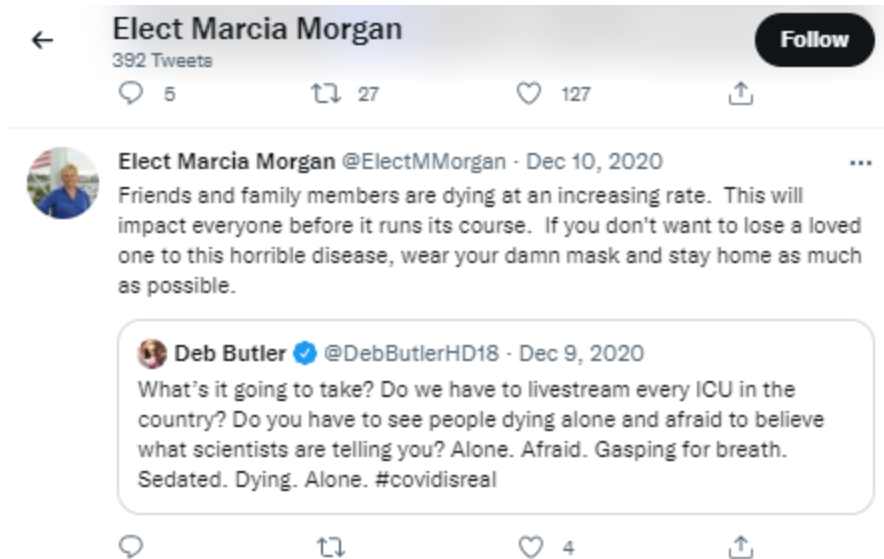 Elect Marcia Morgan
392 Tweets
Follow
5 27 127
Elect Marcia Morgan @ElectMMorgan · Dec 10, 2020
Friends and family members are dying at an increasing rate.  This will
impact everyone before it runs its course.  If you don't want to lose a loved
one to this horrible disease, wear your damn mask and stay home as much
as possible.
Deb Butler @DebButlerHD18 · Dec 9, 2020
What's it going to take? Do we have to livestream every ICU in the
country? Do you have to see people dying alone and afraid to believe
what scientists are telling you? Alone. Afraid. Gasping for breath.
Sedated. Dying. Alone. #covidisreal
4